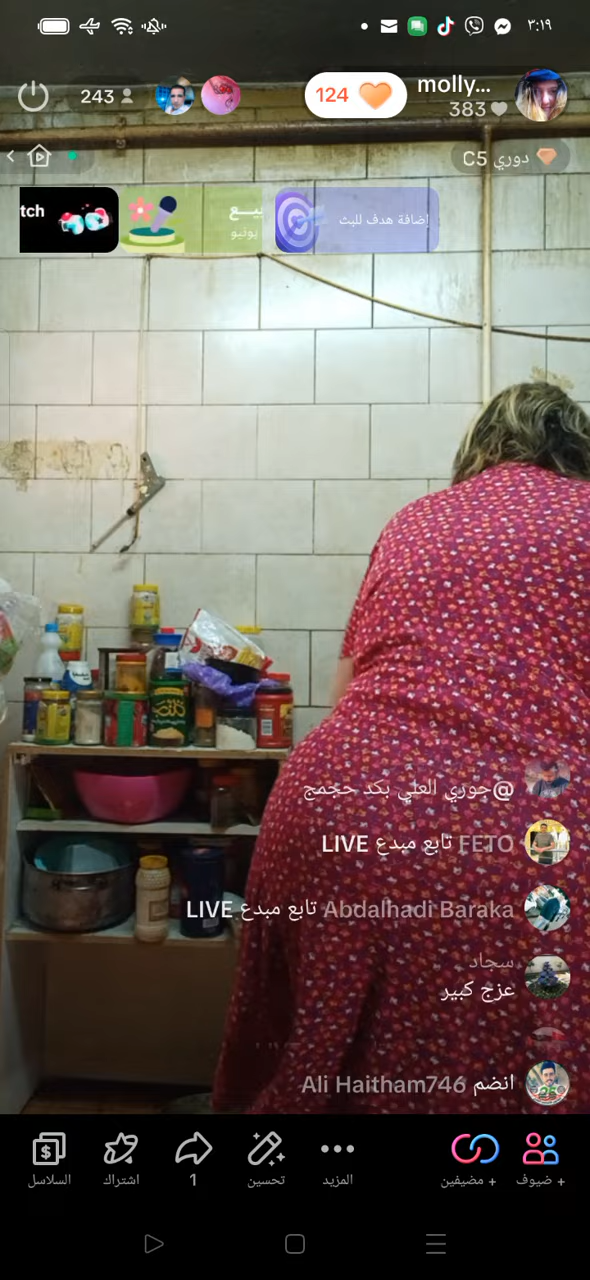 ٣:١٩
243
124
molly...
383
دوري C5
tch
بيـــع
يونيو
إضافة هدف للبث
@جوري العلي بكد حجمج
FETO تابع مبدع LIVE
Abdalhadi Baraka تابع مبدع LIVE
سجاد
عزج كبير
Ali Haitham746 انضم
+ ضيوف
+ مضيفين
المزيد
تحسين
1
اشتراك
السلاسل